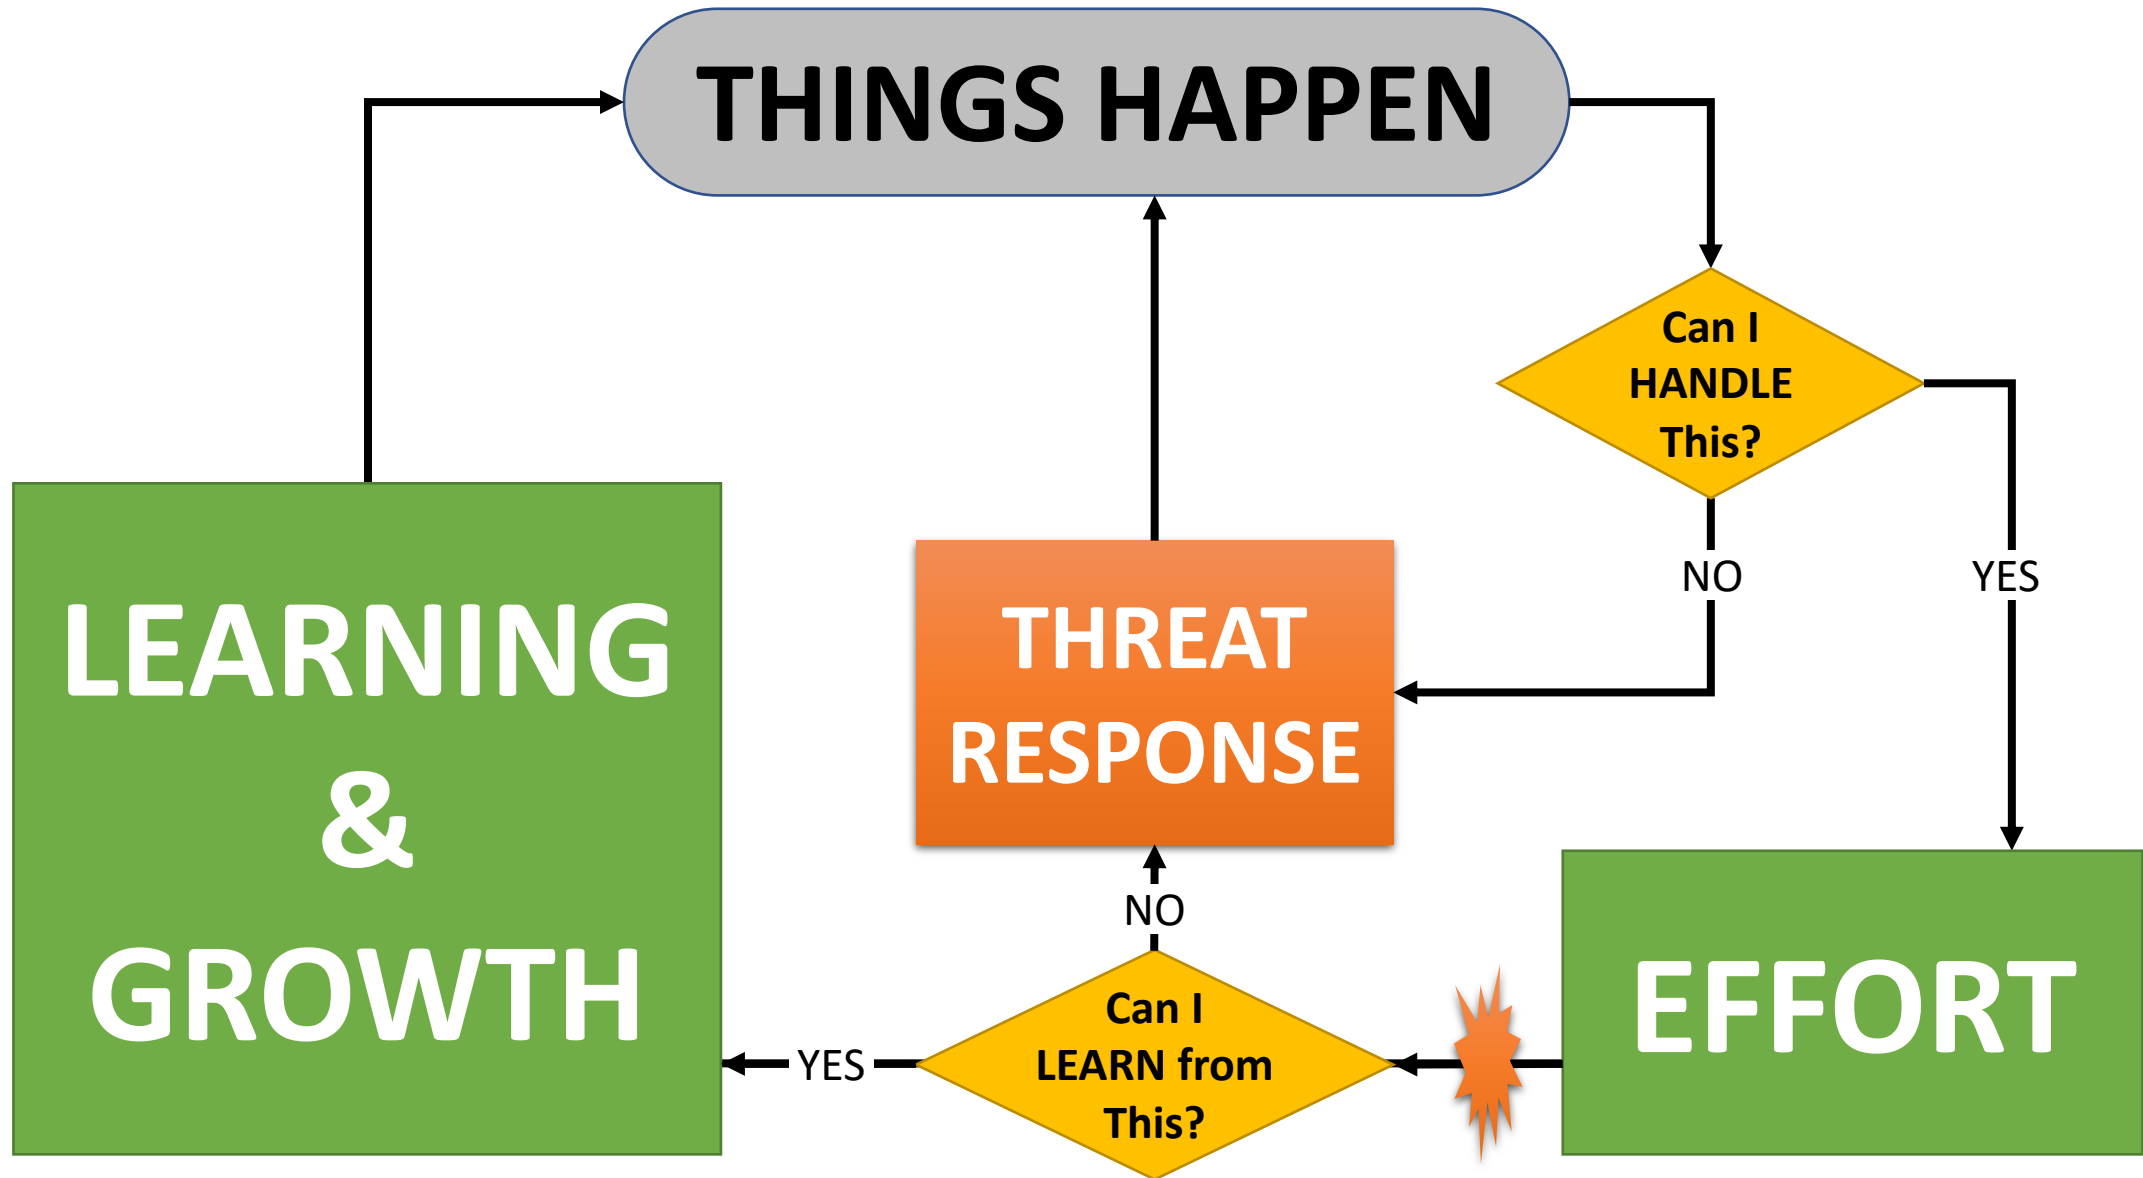 THINGS HAPPEN
Can I
HANDLE
This?
NO
YES
THREAT
RESPONSE
LEARNING
&
GROWTH
NO
EFFORT
Can I
LEARN from
This?
YES